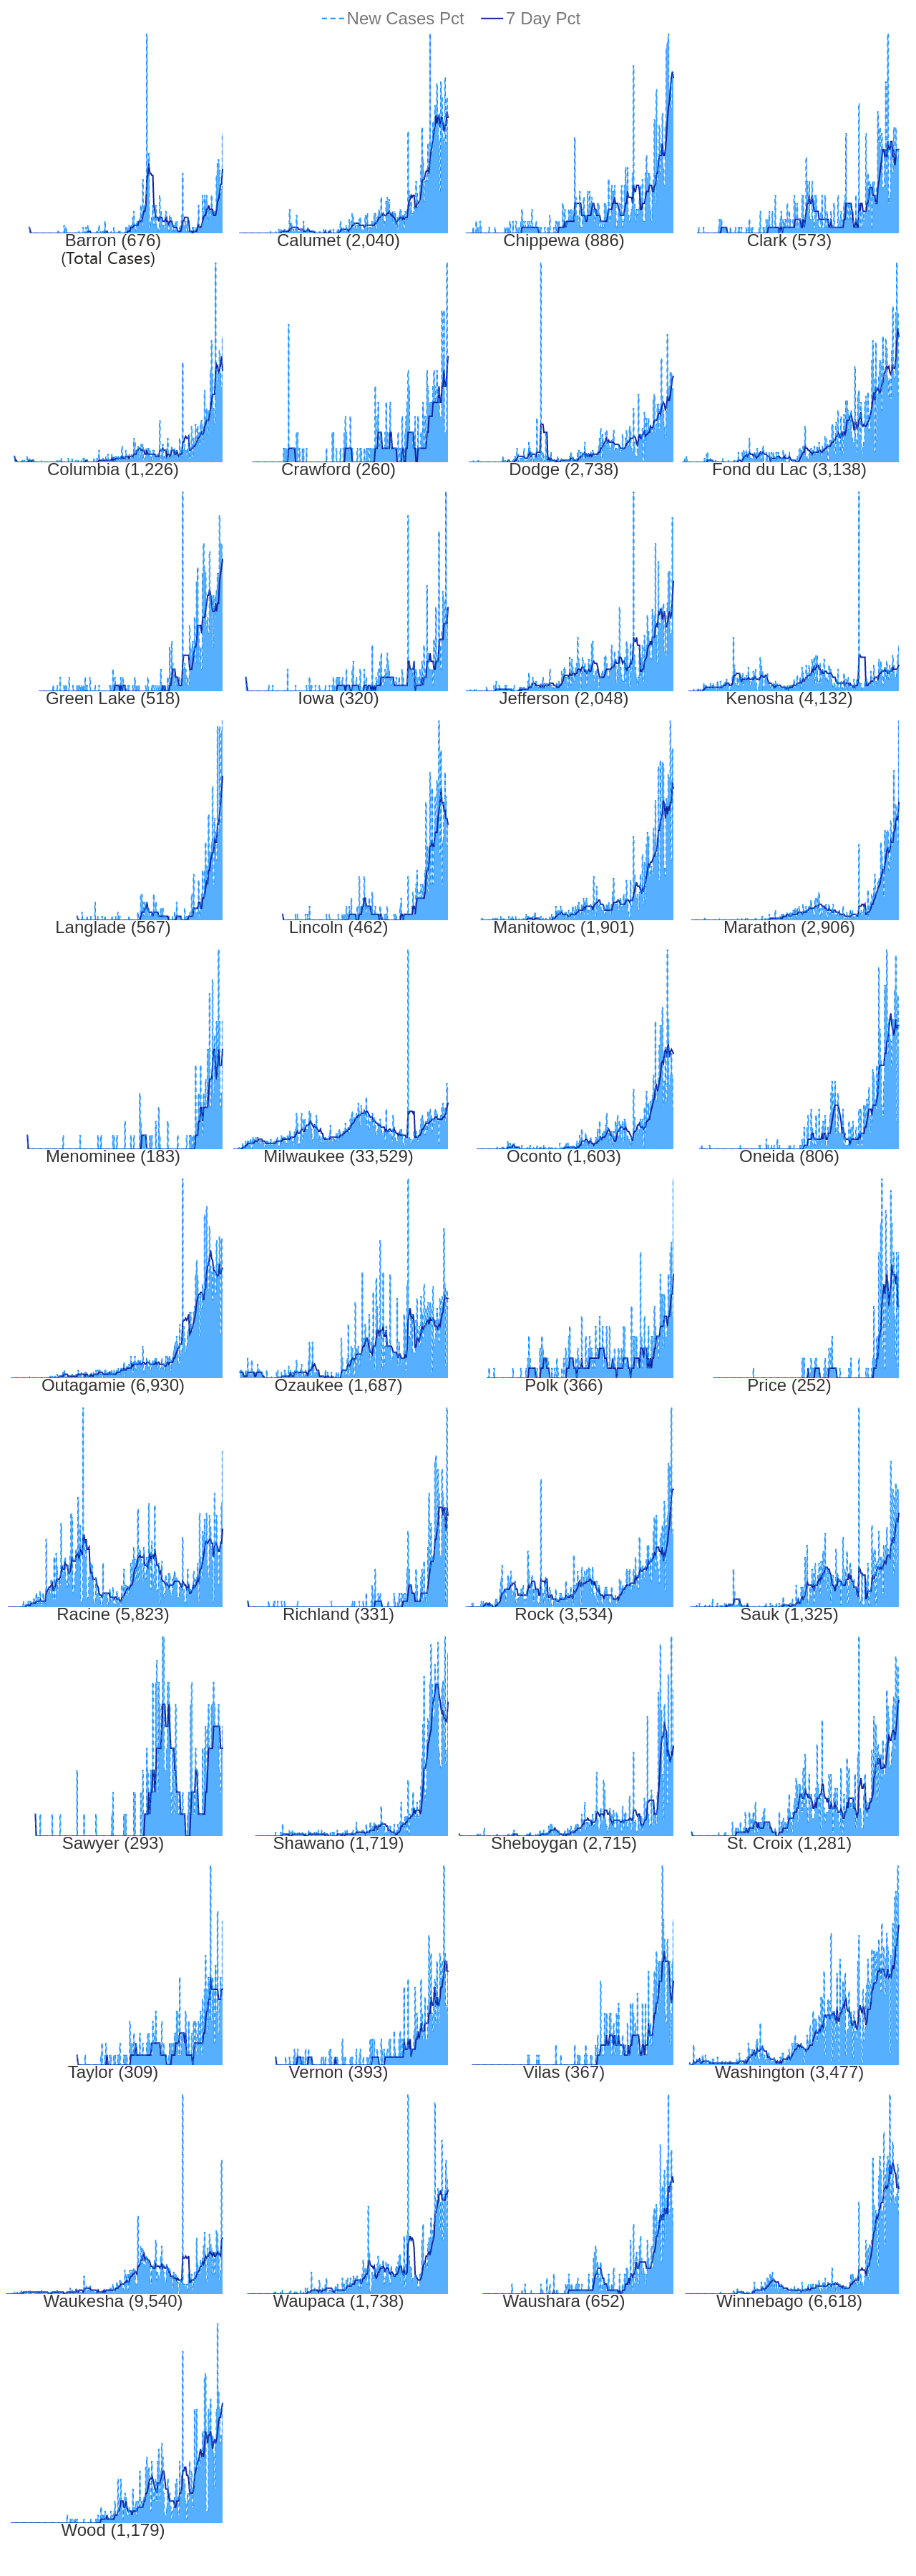 New Cases Pct 7 Day Pct
Barron (676) Calumet (2,040) Chippewa (886) Clark (573)
(Total Cases)
Columbia (1,226) Crawford (260) Dodge (2,738) Fond du Lac (3,138)
Green Lake (518) Iowa (320) Jefferson (2,048) Kenosha (4,132)
Langlade (567) Lincoln (462) Manitowoc (1,901) Marathon (2,906)
Menominee (183) Milwaukee (33,529) Oconto (1,603) Oneida (806)
Outagamie (6,930) Ozaukee (1,687) Polk (366) Price (252)
Racine (5,823) Richland (331) Rock (3,534) Sauk (1,325)
Sawyer (293) Shawano (1,719) Sheboygan (2,715) St. Croix (1,281)
Taylor (309) Vernon (393) Vilas (367) Washington (3,477)
Waukesha (9,540) Waupaca (1,738) Waushara (652) Winnebago (6,618)
Wood (1,179)